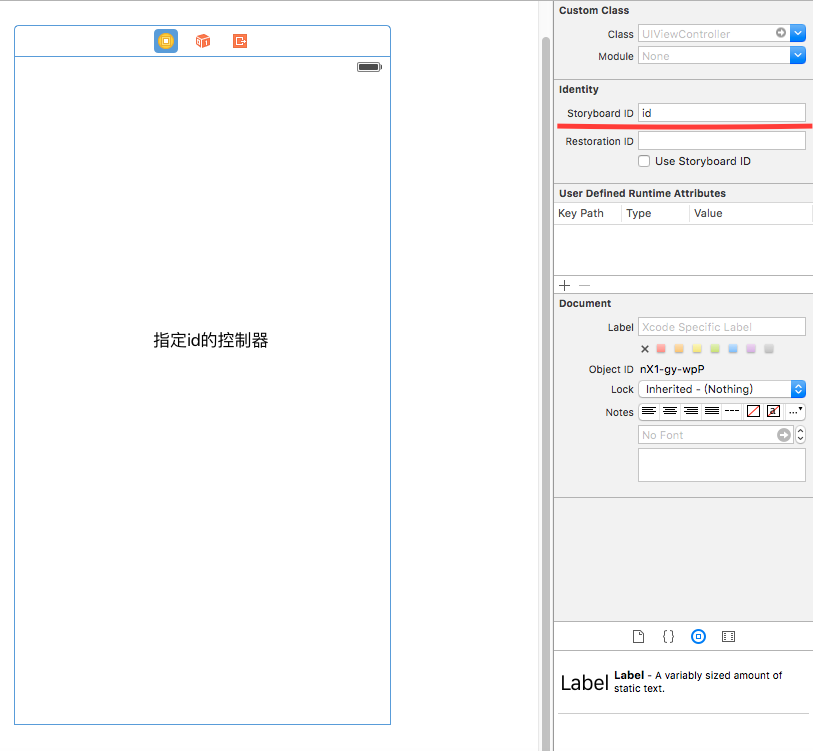 Custom Class
Class UIViewController
Module None
Identity
Storyboard ID id
Restoration ID
Use Storyboard ID
User Defined Runtime Attributes
Key Path Type Value
指定id的控制器
Document
Label Xcode Specific Label
Object ID nX1-gy-wpP
Lock Inherited - (Nothing)
Notes
No Font
{}
Label Label - A variably sized amount of
static text.